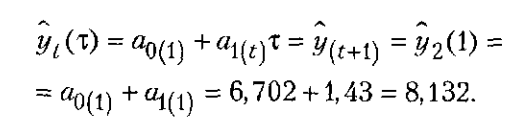 ŷ_t(τ) = a_{0(1)} + a_{1(t)}τ = ŷ_{(t+1)} = ŷ_2(1) =
= a_{0(1)} + a_{1(1)} = 6,702 + 1,43 = 8,132.